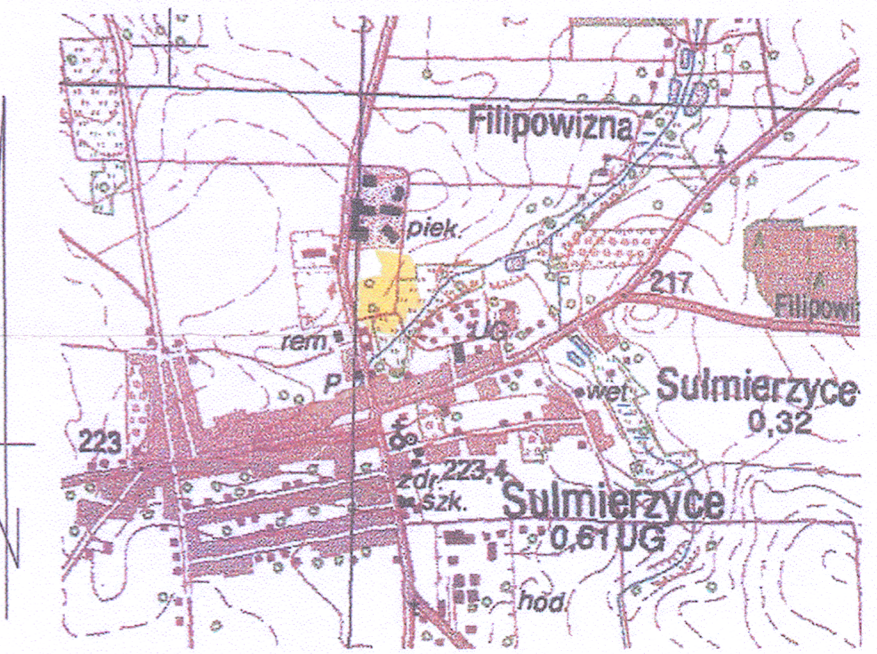 Filipowizna
piek.
217
Filipowi
rem
UG
P
wet
Sulmierzyce
0,32
223
zdr.
223.4
szk.
Sulmierzyce
0,61 UG
hod.